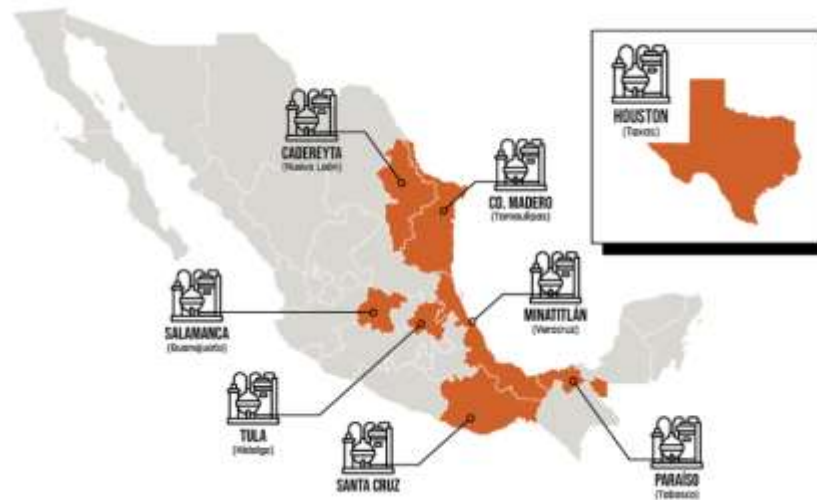 HOUSTON
(Texas)
CADEREYTA
(Nuevo León)
CD. MADERO
(Tamaulipas)
SALAMANCA
(Guanajuato)
MINATITLÁN
(Veracruz)
TULA
(Hidalgo)
SANTA CRUZ
PARAÍSO
(Tabasco)